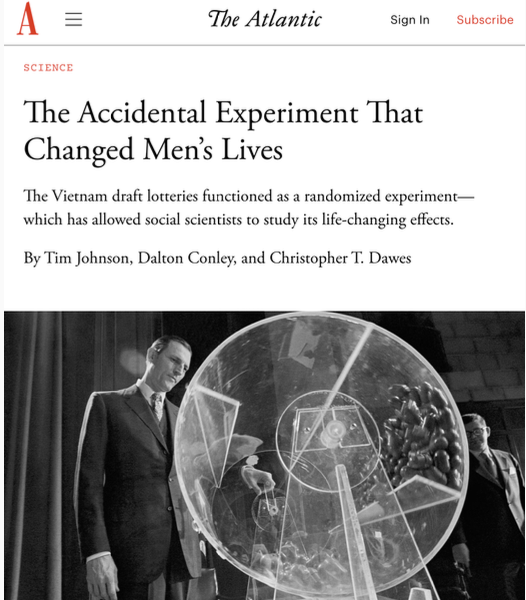 A
The Atlantic
Sign In
Subscribe
SCIENCE
The Accidental Experiment That
Changed Men’s Lives
The Vietnam draft lotteries functioned as a randomized experiment—
which has allowed social scientists to study its life-changing effects.
By Tim Johnson, Dalton Conley, and Christopher T. Dawes